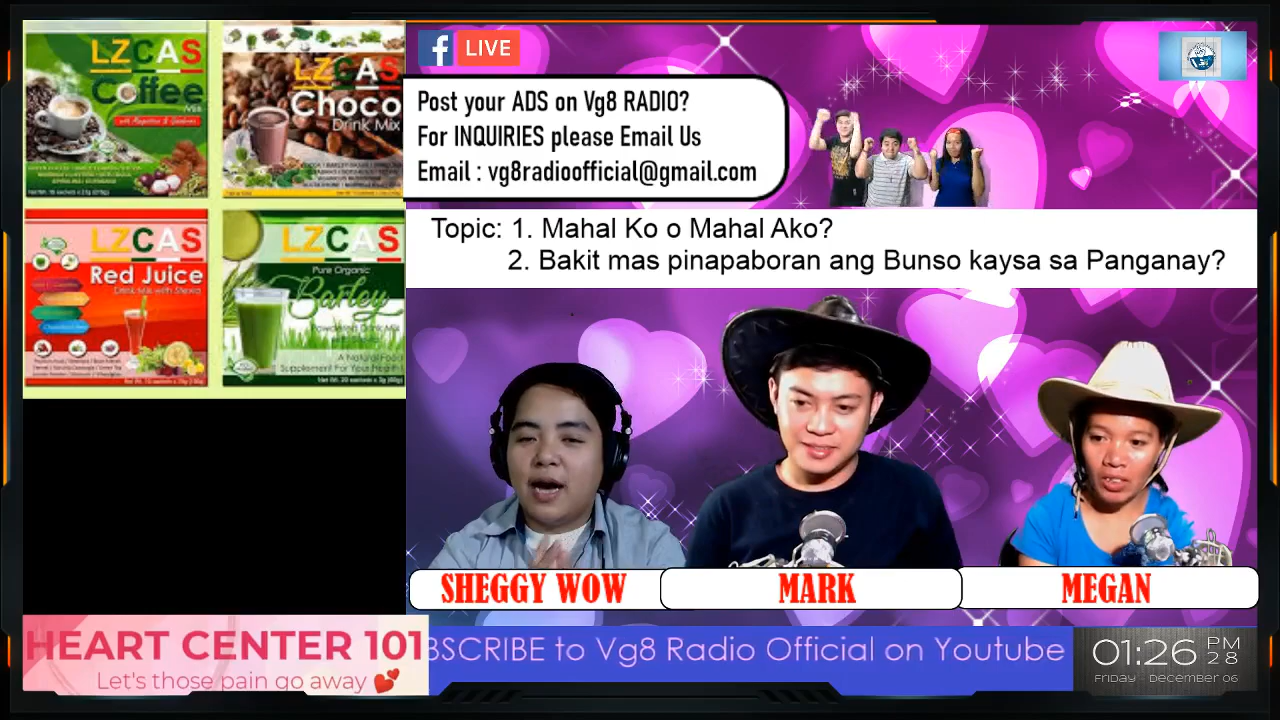 LZCAS
Coffee
Mix
LZCAS
Choco
Drink Mix
LZCAS
Red Juice
Drink Mix with Stevia
LZCAS
Pure Organic
Barley
Powdered Drink Mix
A Natural Food
Supplement For Your Health
LIVE
Post your ADS on Vg8 RADIO?
For INQUIRIES please Email Us
Email : vg8radioofficial@gmail.com
Topic: 1. Mahal Ko o Mahal Ako?
2. Bakit mas pinapaboran ang Bunso kaysa sa Panganay?
SHEGGY WOW
MARK
MEGAN
HEART CENTER 101
Let's those pain go away
BSCRIBE to Vg8 Radio Official on Youtube
01:26 PM
28
FRIDAY - DECEMBER 06